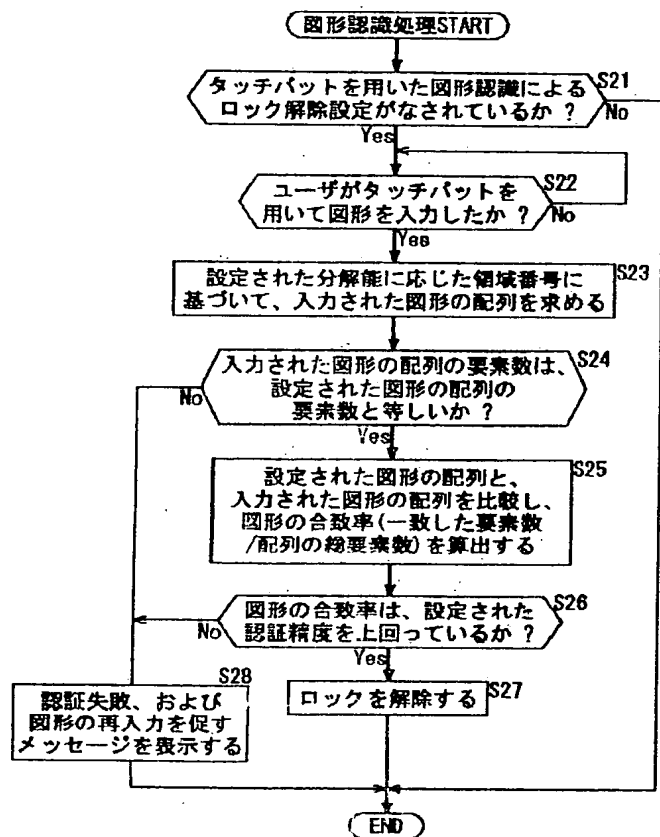 図形認識処理START
タッチパットを用いた図形認識による
ロック解除設定がなされているか？
S21
No
Yes
ユーザがタッチパットを
用いて図形を入力したか？
S22
No
Yes
設定された分解能に応じた領域番号に
基づいて、入力された図形の配列を求める
S23
入力された図形の配列の要素数は、
設定された図形の配列の
要素数と等しいか？
S24
No
Yes
設定された図形の配列と、
入力された図形の配列を比較し、
図形の合致率(一致した要素数
/配列の総要素数)を算出する
S25
図形の合致率は、設定された
認証精度を上回っているか？
S26
No
Yes
S28
認証失敗、および
図形の再入力を促す
メッセージを表示する
ロックを解除する
S27
END